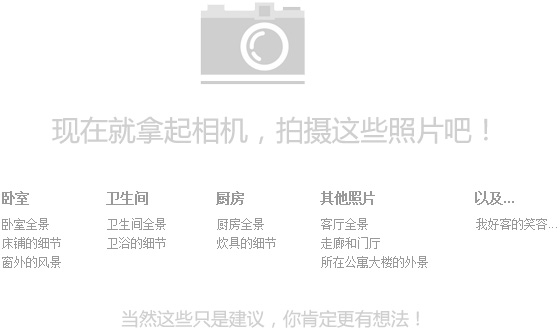 现在就拿起相机，拍摄这些照片吧！
卧室
卧室全景
床铺的细节
窗外的风景
卫生间
卫生间全景
卫浴的细节
厨房
厨房全景
炊具的细节
其他照片
客厅全景
走廊和门厅
所在公寓大楼的外景
以及...
我好客的笑容...
当然这些只是建议，你肯定更有想法！